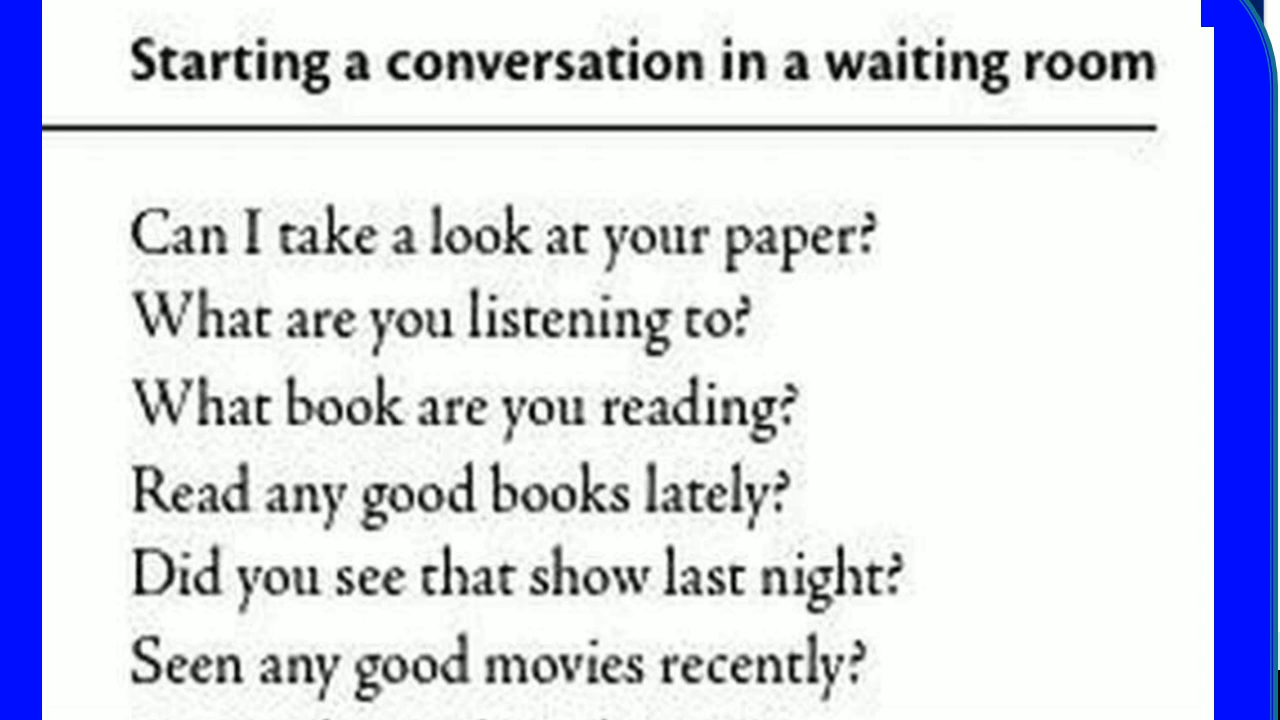 Starting a conversation in a waiting room
Can I take a look at your paper?
What are you listening to?
What book are you reading?
Read any good books lately?
Did you see that show last night?
Seen any good movies recently?